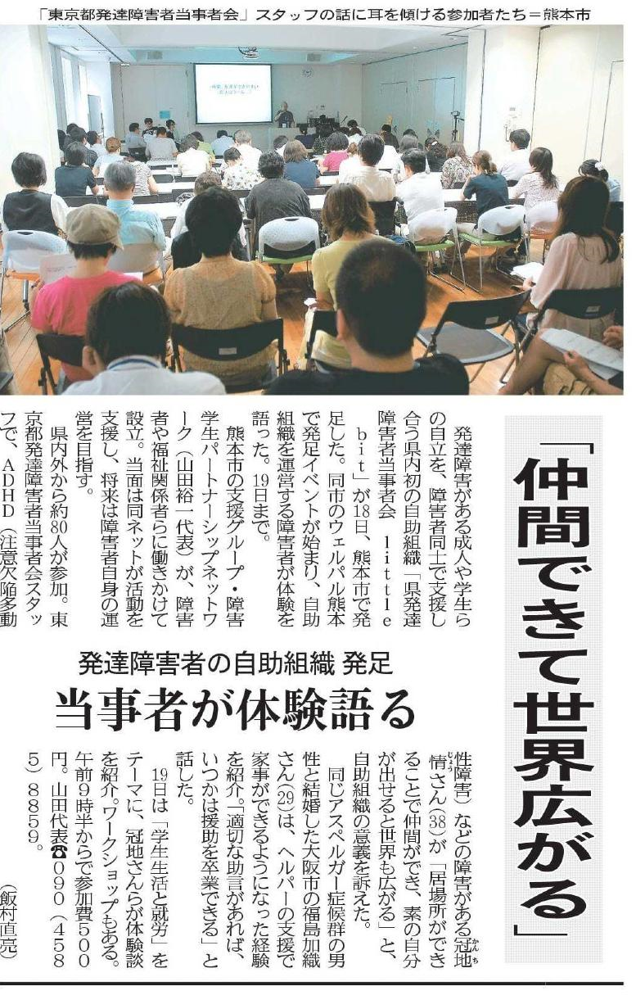 「東京都発達障害者当事者会」スタッフの話に耳を傾ける参加者たち＝熊本市
「仲間できて世界広がる」
発達障害者の自助組織 発足
当事者が体験語る
発達障害がある成人や学生ら
の自立を、障害者同士で支援し
合う県内初の自助組織「県発達
障害者当事者会　little
bit」が18日、熊本市で発
足した。同市のウェルパル熊本
で発足イベントが始まり、自助
組織を運営する障害者が体験を
語った。19日まで。
熊本市の支援グループ・障害
学生パートナーシップネットワ
ーク（山田裕一代表）が、障害
者や福祉関係者らに働きかけて
設立。当面は同ネットが活動を
支援し、将来は障害者自身の運
営を目指す。
県内外から約80人が参加。東
京都発達障害者当事者会スタッ
フで、ADHD（注意欠陥多動
性障害）などの障害がある冠地
かんち
情さん(38)が「居場所ができ
じょう
ることで仲間ができ、素の自分
が出せると世界も広がる」と、
自助組織の意義を訴えた。
同じアスペルガー症候群の男
性と結婚した大阪市の福島加織
さん(29)は、ヘルパーの支援で
家事ができるようになった経験
を紹介。「適切な助言があれば、
いつかは援助を卒業できる」と
話した。
19日は「学生生活と就労」を
テーマに、冠地さんらが体験談
を紹介。ワークショップもある。
午前9時半からで参加費500
円。山田代表☎090（458
5）8859。
（飯村直亮）